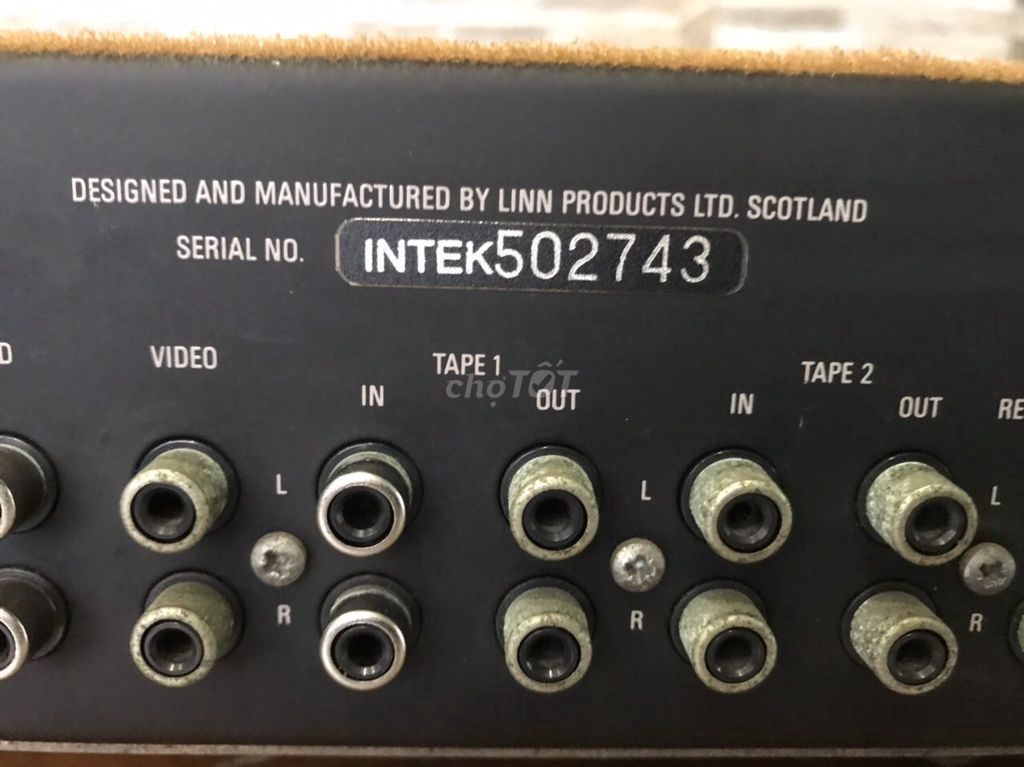 DESIGNED AND MANUFACTURED BY LINN PRODUCTS LTD. SCOTLAND
SERIAL NO. INTEK502743
D VIDEO TAPE 1 TAPE 2
IN OUT IN OUT RE
chợTỐT
L L L
R R R